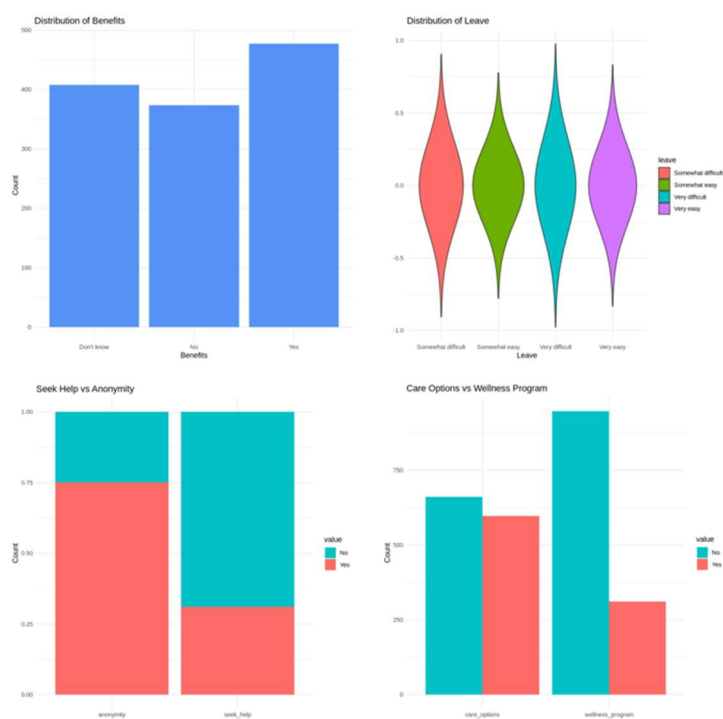 Distribution of Benefits
500
400
300
200
100
0
Count
Don't know
No
Yes
Benefits
Distribution of Leave
1.0
0.5
0.0
-0.5
-1.0
Somewhat difficult
Somewhat easy
Very difficult
Very easy
Leave
leave
Somewhat difficult
Somewhat easy
Very difficult
Very easy
Seek Help vs Anonymity
1.00
0.75
0.50
0.25
0.00
Count
anonymity
seek_help
value
No
Yes
Care Options vs Wellness Program
750
500
250
0
Count
care_options
wellness_program
value
No
Yes